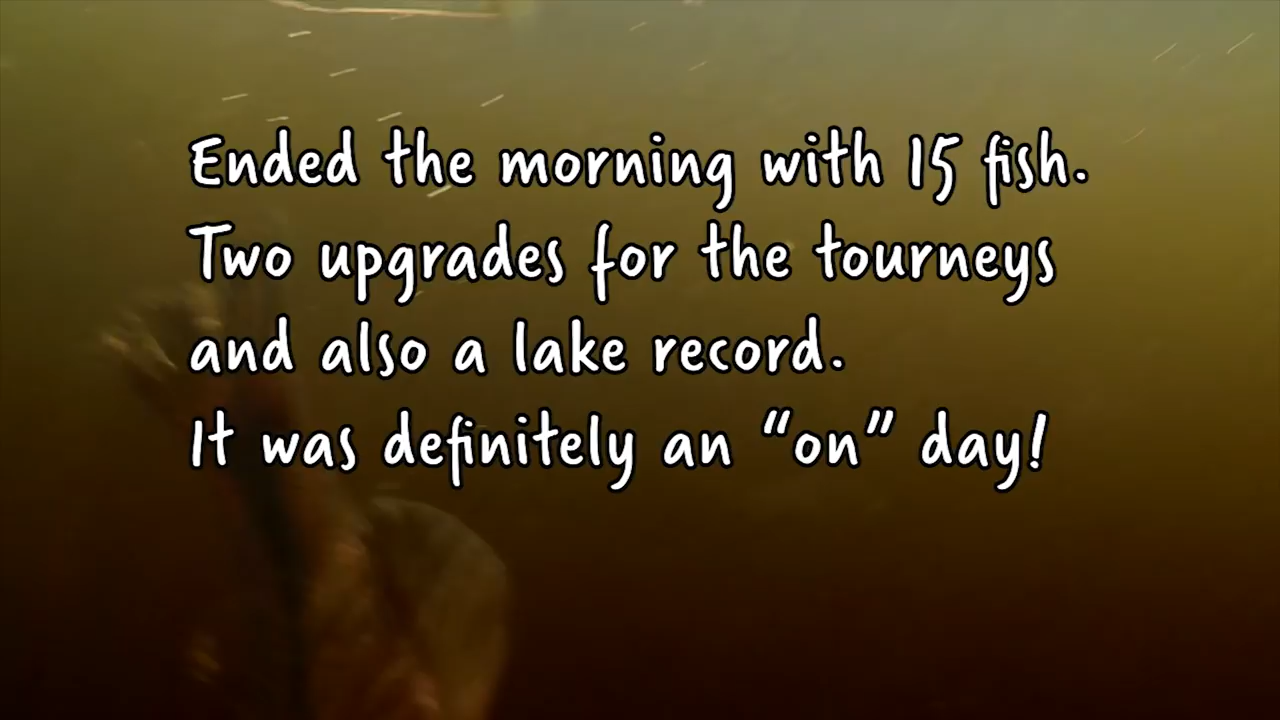 Ended the morning with 15 fish.
Two upgrades for the tourneys
and also a lake record.
It was definitely an “on” day!